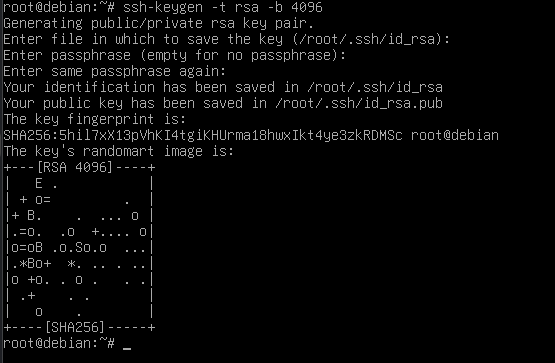 root@debian:~# ssh-keygen -t rsa -b 4096
Generating public/private rsa key pair.
Enter file in which to save the key (/root/.ssh/id_rsa):
Enter passphrase (empty for no passphrase):
Enter same passphrase again:
Your identification has been saved in /root/.ssh/id_rsa
Your public key has been saved in /root/.ssh/id_rsa.pub
The key fingerprint is:
SHA256:5hil7xX13pVhKI4tgiKHUrma18hwxIkt4ye3zkRDMSc root@debian
The key's randomart image is:
+---[RSA 4096]----+
|   E .           |
| + o=         .  |
|+ B.    .  ... o |
|.=o.  .o  +.... o|
|o=oB .o.So.o  ...|
|.*Bo+  *. .. . ..|
|o +o. . o .   . .|
| .+    . .       |
|   o    .        |
+----[SHA256]-----+
root@debian:~# _